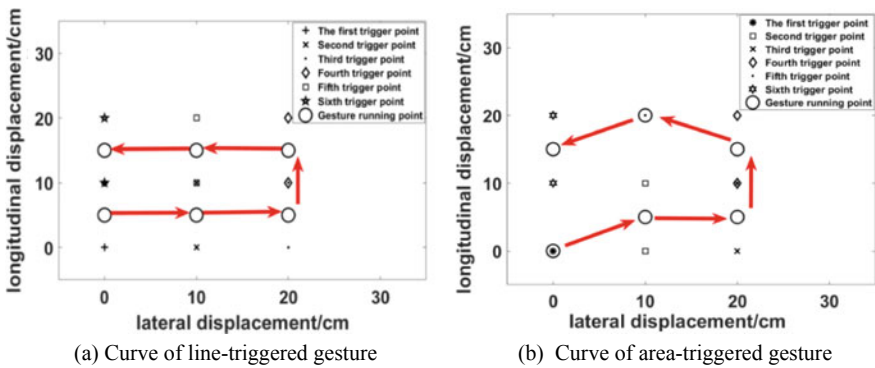 longitudinal displacement/cm
30
20
10
0
0
10
20
30
lateral displacement/cm
The first trigger point
Second trigger point
Third trigger point
Fourth trigger point
Fifth trigger point
Sixth trigger point
Gesture running point
(a) Curve of line-triggered gesture
longitudinal displacement/cm
30
20
10
0
0
10
20
30
lateral displacement/cm
The first trigger point
Second trigger point
Third trigger point
Fourth trigger point
Fifth trigger point
Sixth trigger point
Gesture running point
(b) Curve of area-triggered gesture